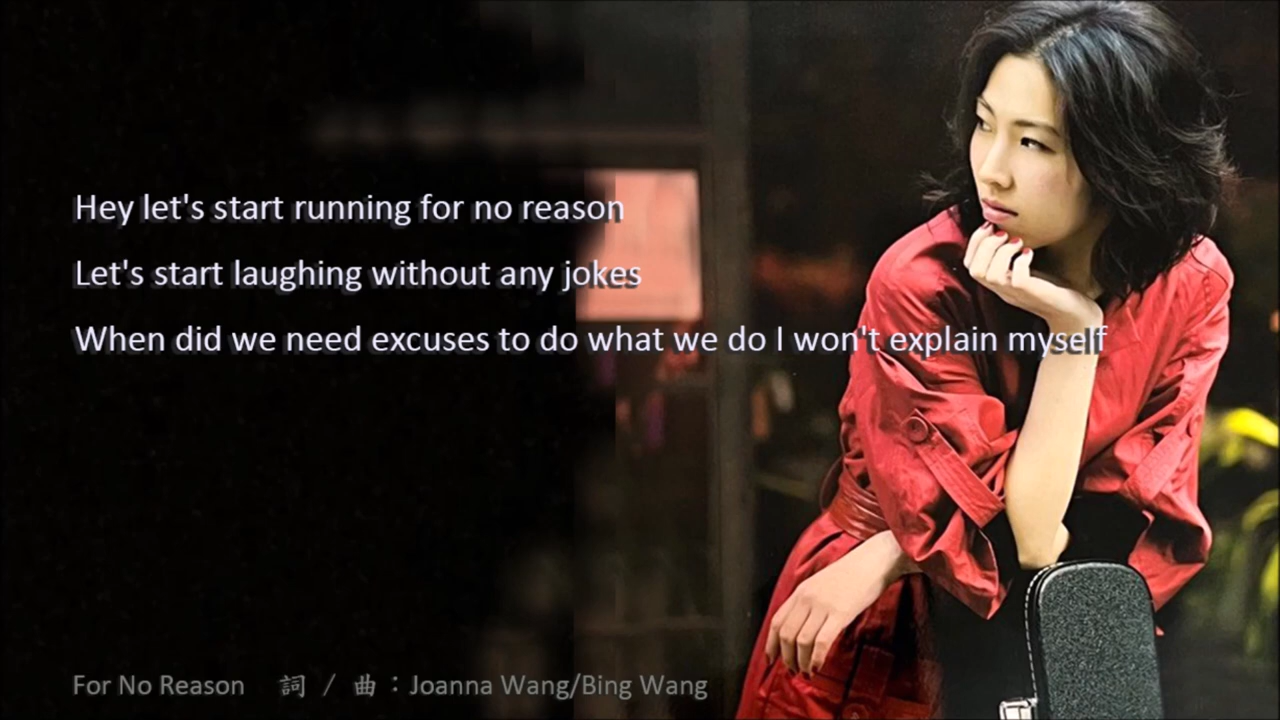 Hey let's start running for no reason
Let's start laughing without any jokes
When did we need excuses to do what we do I won't explain myself
For No Reason 詞 / 曲：Joanna Wang/Bing Wang